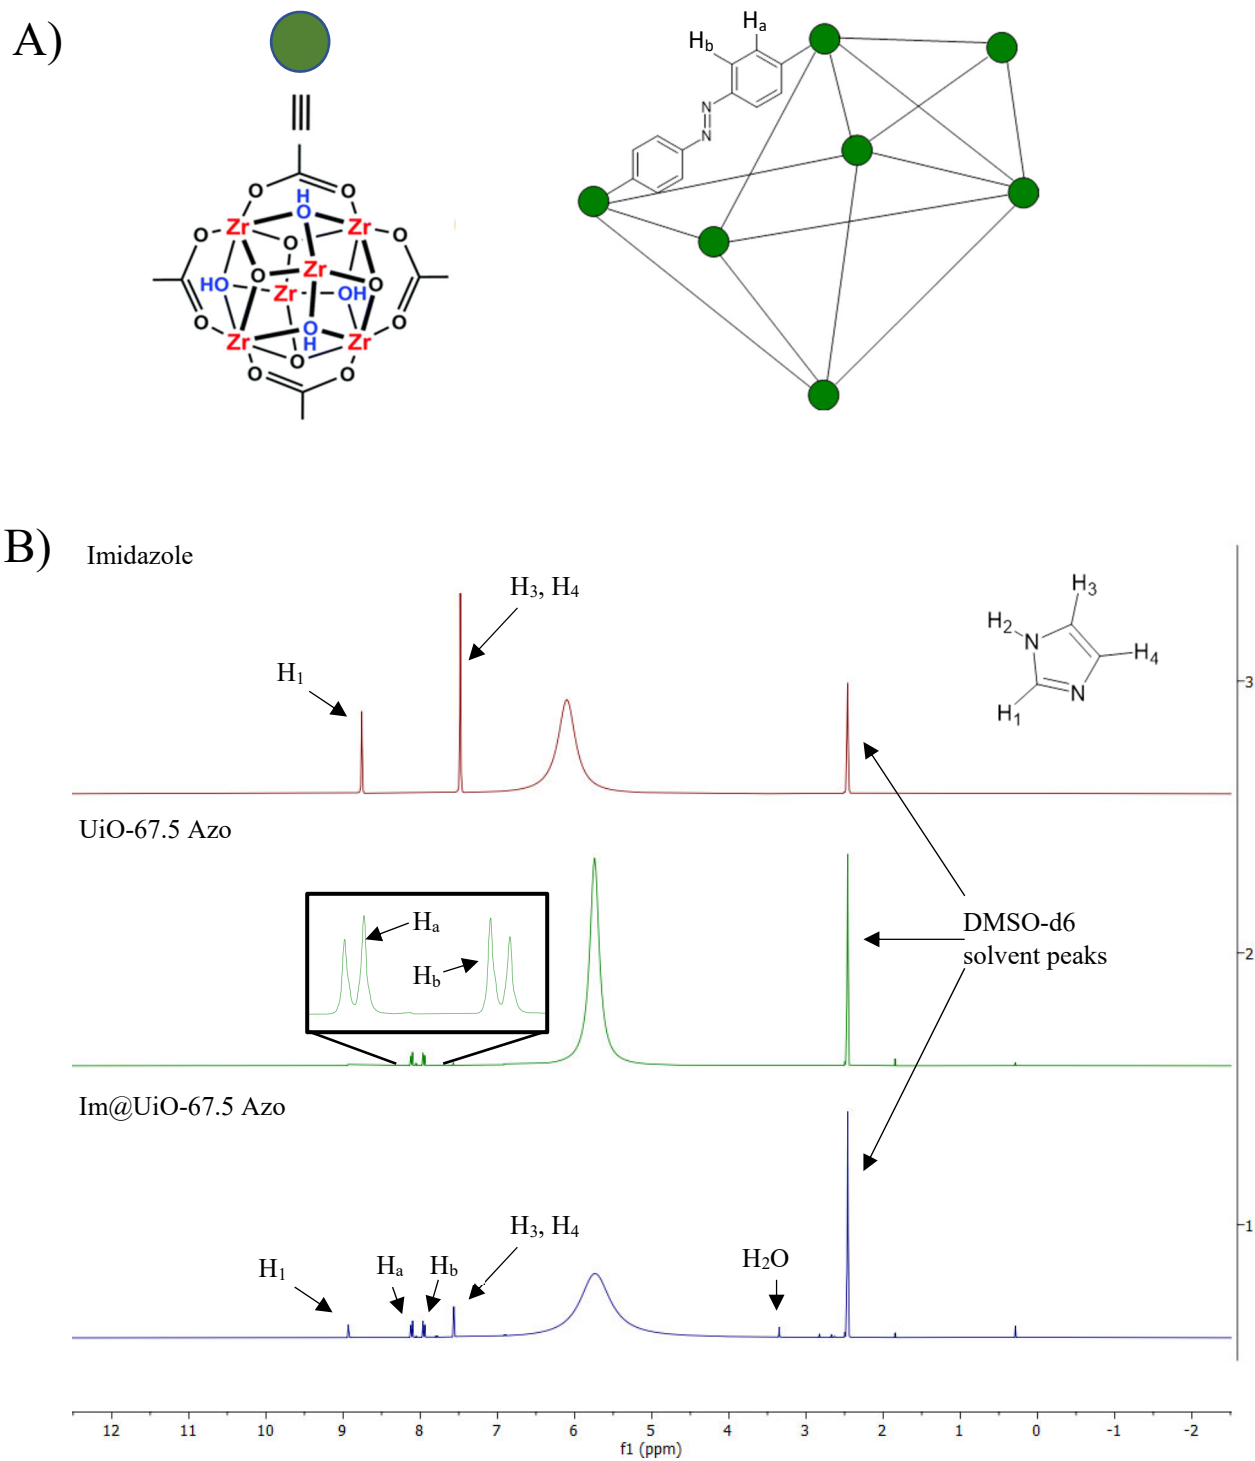 A)
H
O
O
O
Zr
Zr
O
O
O
O
Zr
O
HO
Zr
OH
O
O
O
H
Zr
Zr
O
O
O
Ha
Hb
N
N
B)
Imidazole
H3, H4
H1
H3
H2
N
H4
N
H1
3
UiO-67.5 Azo
Ha
Hb
DMSO-d6
solvent peaks
2
Im@UiO-67.5 Azo
H3, H4
H1
Ha
Hb
H2O
1
12 11 10 9 8 7 6 5 4 3 2 1 0 -1 -2
f1 (ppm)